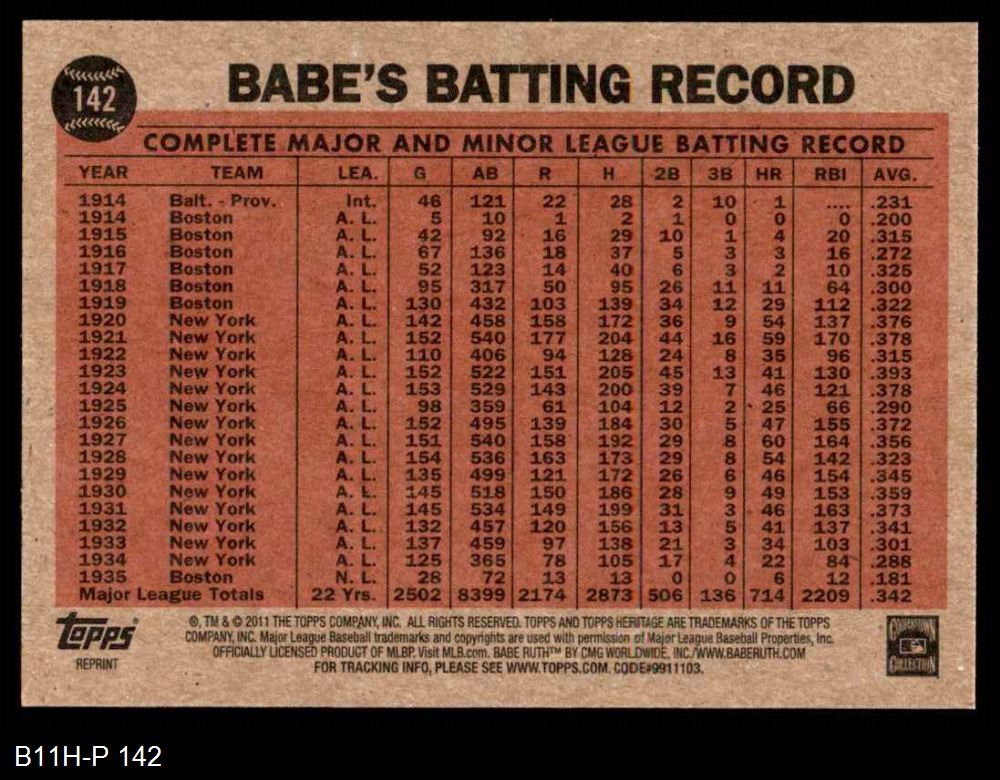 142
BABE'S BATTING RECORD
COMPLETE MAJOR AND MINOR LEAGUE BATTING RECORD
YEAR TEAM LEA. G AB R H 2B 3B HR RBI AVG.
1914 Balt. - Prov. Int. 46 121 22 28 2 10 1 .... .231
1914 Boston A. L. 5 10 1 2 1 0 0 0 .200
1915 Boston A. L. 42 92 16 29 10 1 4 20 .315
1916 Boston A. L. 67 136 18 37 5 3 3 16 .272
1917 Boston A. L. 52 123 14 40 6 3 2 10 .325
1918 Boston A. L. 95 317 50 95 26 11 11 64 .300
1919 Boston A. L. 130 432 103 139 34 12 29 112 .322
1920 New York A. L. 142 458 158 172 36 9 54 137 .376
1921 New York A. L. 152 540 177 204 44 16 59 170 .378
1922 New York A. L. 110 406 94 128 24 8 35 96 .315
1923 New York A. L. 152 522 151 205 45 13 41 130 .393
1924 New York A. L. 153 529 143 200 39 7 46 121 .378
1925 New York A. L. 98 359 61 104 12 2 25 66 .290
1926 New York A. L. 152 495 139 184 30 5 47 155 .372
1927 New York A. L. 151 540 158 192 29 8 60 164 .356
1928 New York A. L. 154 536 163 173 29 8 54 142 .323
1929 New York A. L. 135 499 121 172 26 6 46 154 .345
1930 New York A. L. 145 518 150 186 28 9 49 153 .359
1931 New York A. L. 145 534 149 199 31 3 46 163 .373
1932 New York A. L. 132 457 120 156 13 5 41 137 .341
1933 New York A. L. 137 459 97 138 21 3 34 103 .301
1934 New York A. L. 125 365 78 105 17 4 22 84 .288
1935 Boston N. L. 28 72 13 13 0 0 6 12 .181
Major League Totals 22 Yrs. 2502 8399 2174 2873 506 136 714 2209 .342
topps
REPRINT
®, TM & © 2011 THE TOPPS COMPANY, INC. ALL RIGHTS RESERVED. TOPPS AND TOPPS HERITAGE ARE TRADEMARKS OF THE TOPPS
COMPANY, INC. Major League Baseball trademarks and copyrights are used with permission of Major League Baseball Properties, Inc.
OFFICIALLY LICENSED PRODUCT OF MLBP. Visit MLB.com. BABE RUTH™ BY CMG WORLDWIDE, INC./WWW.BABERUTH.COM
FOR TRACKING INFO, PLEASE SEE WWW.TOPPS.COM. CODE#9911103.
COOPERSTOWN
COLLECTION
B11H-P 142